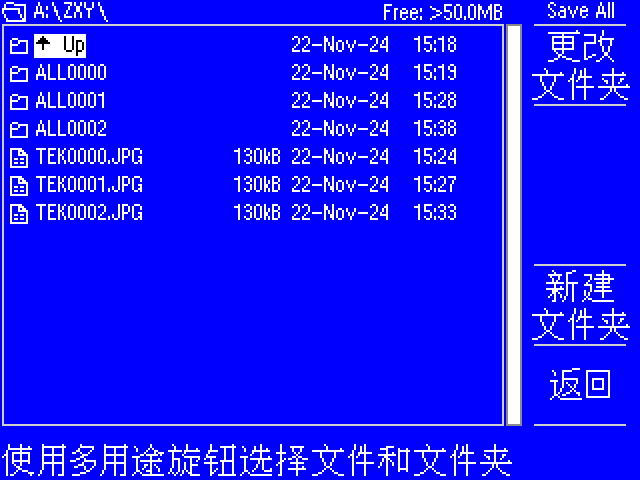 A:\ZXY\ Free: >50.0MB
Save All
更改
文件夹
Up 22-Nov-24 15:18
ALL0000 22-Nov-24 15:19
ALL0001 22-Nov-24 15:28
ALL0002 22-Nov-24 15:38
TEK0000.JPG 130kB 22-Nov-24 15:24
TEK0001.JPG 130kB 22-Nov-24 15:27
TEK0002.JPG 130kB 22-Nov-24 15:33
新建
文件夹
返回
使用多用途旋钮选择文件和文件夹